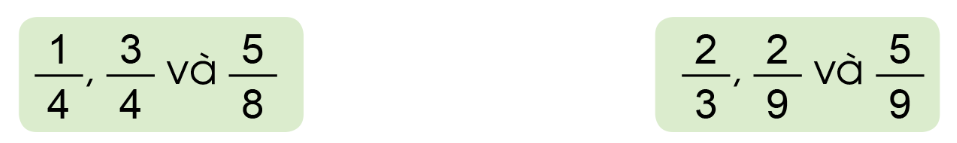 1/4, 3/4 và 5/8
2/3, 2/9 và 5/9